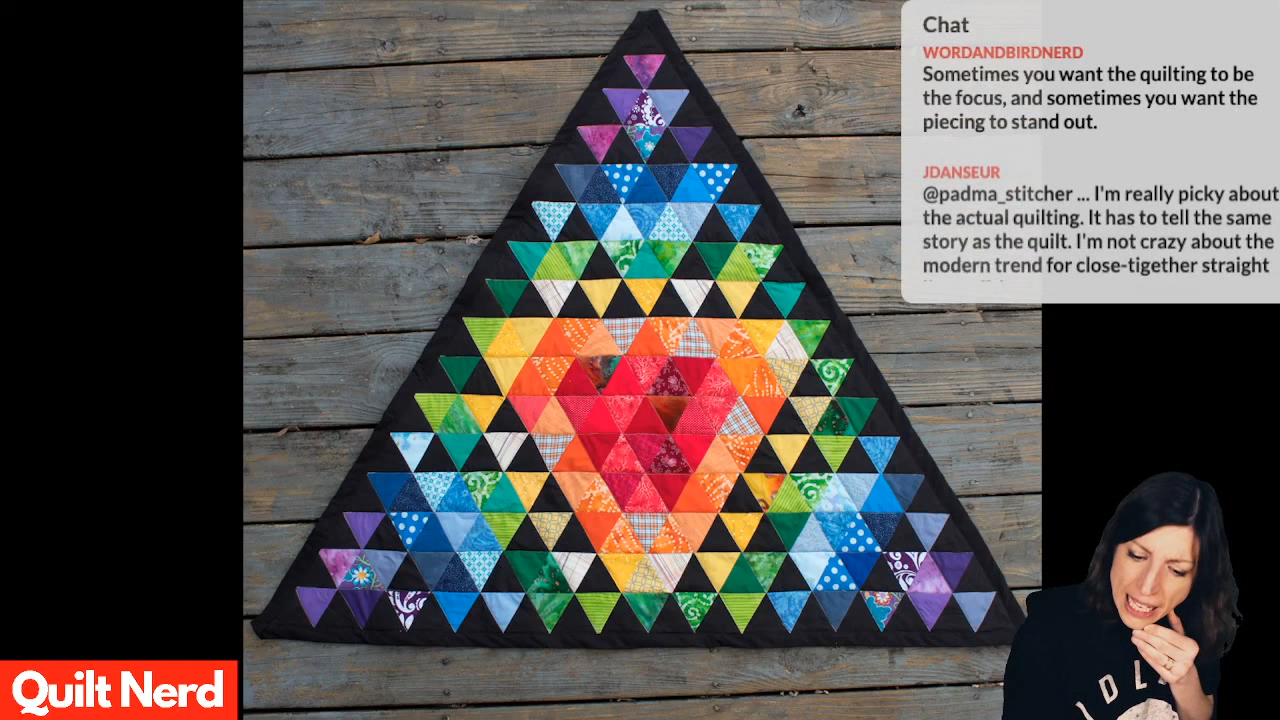 Chat
WORDANDBIRDNERD
Sometimes you want the quilting to be
the focus, and sometimes you want the
piecing to stand out.
JDANSEUR
@padma_stitcher ... I'm really picky about
the actual quilting. It has to tell the same
story as the quilt. I'm not crazy about the
modern trend for close-tigether straight
Quilt Nerd